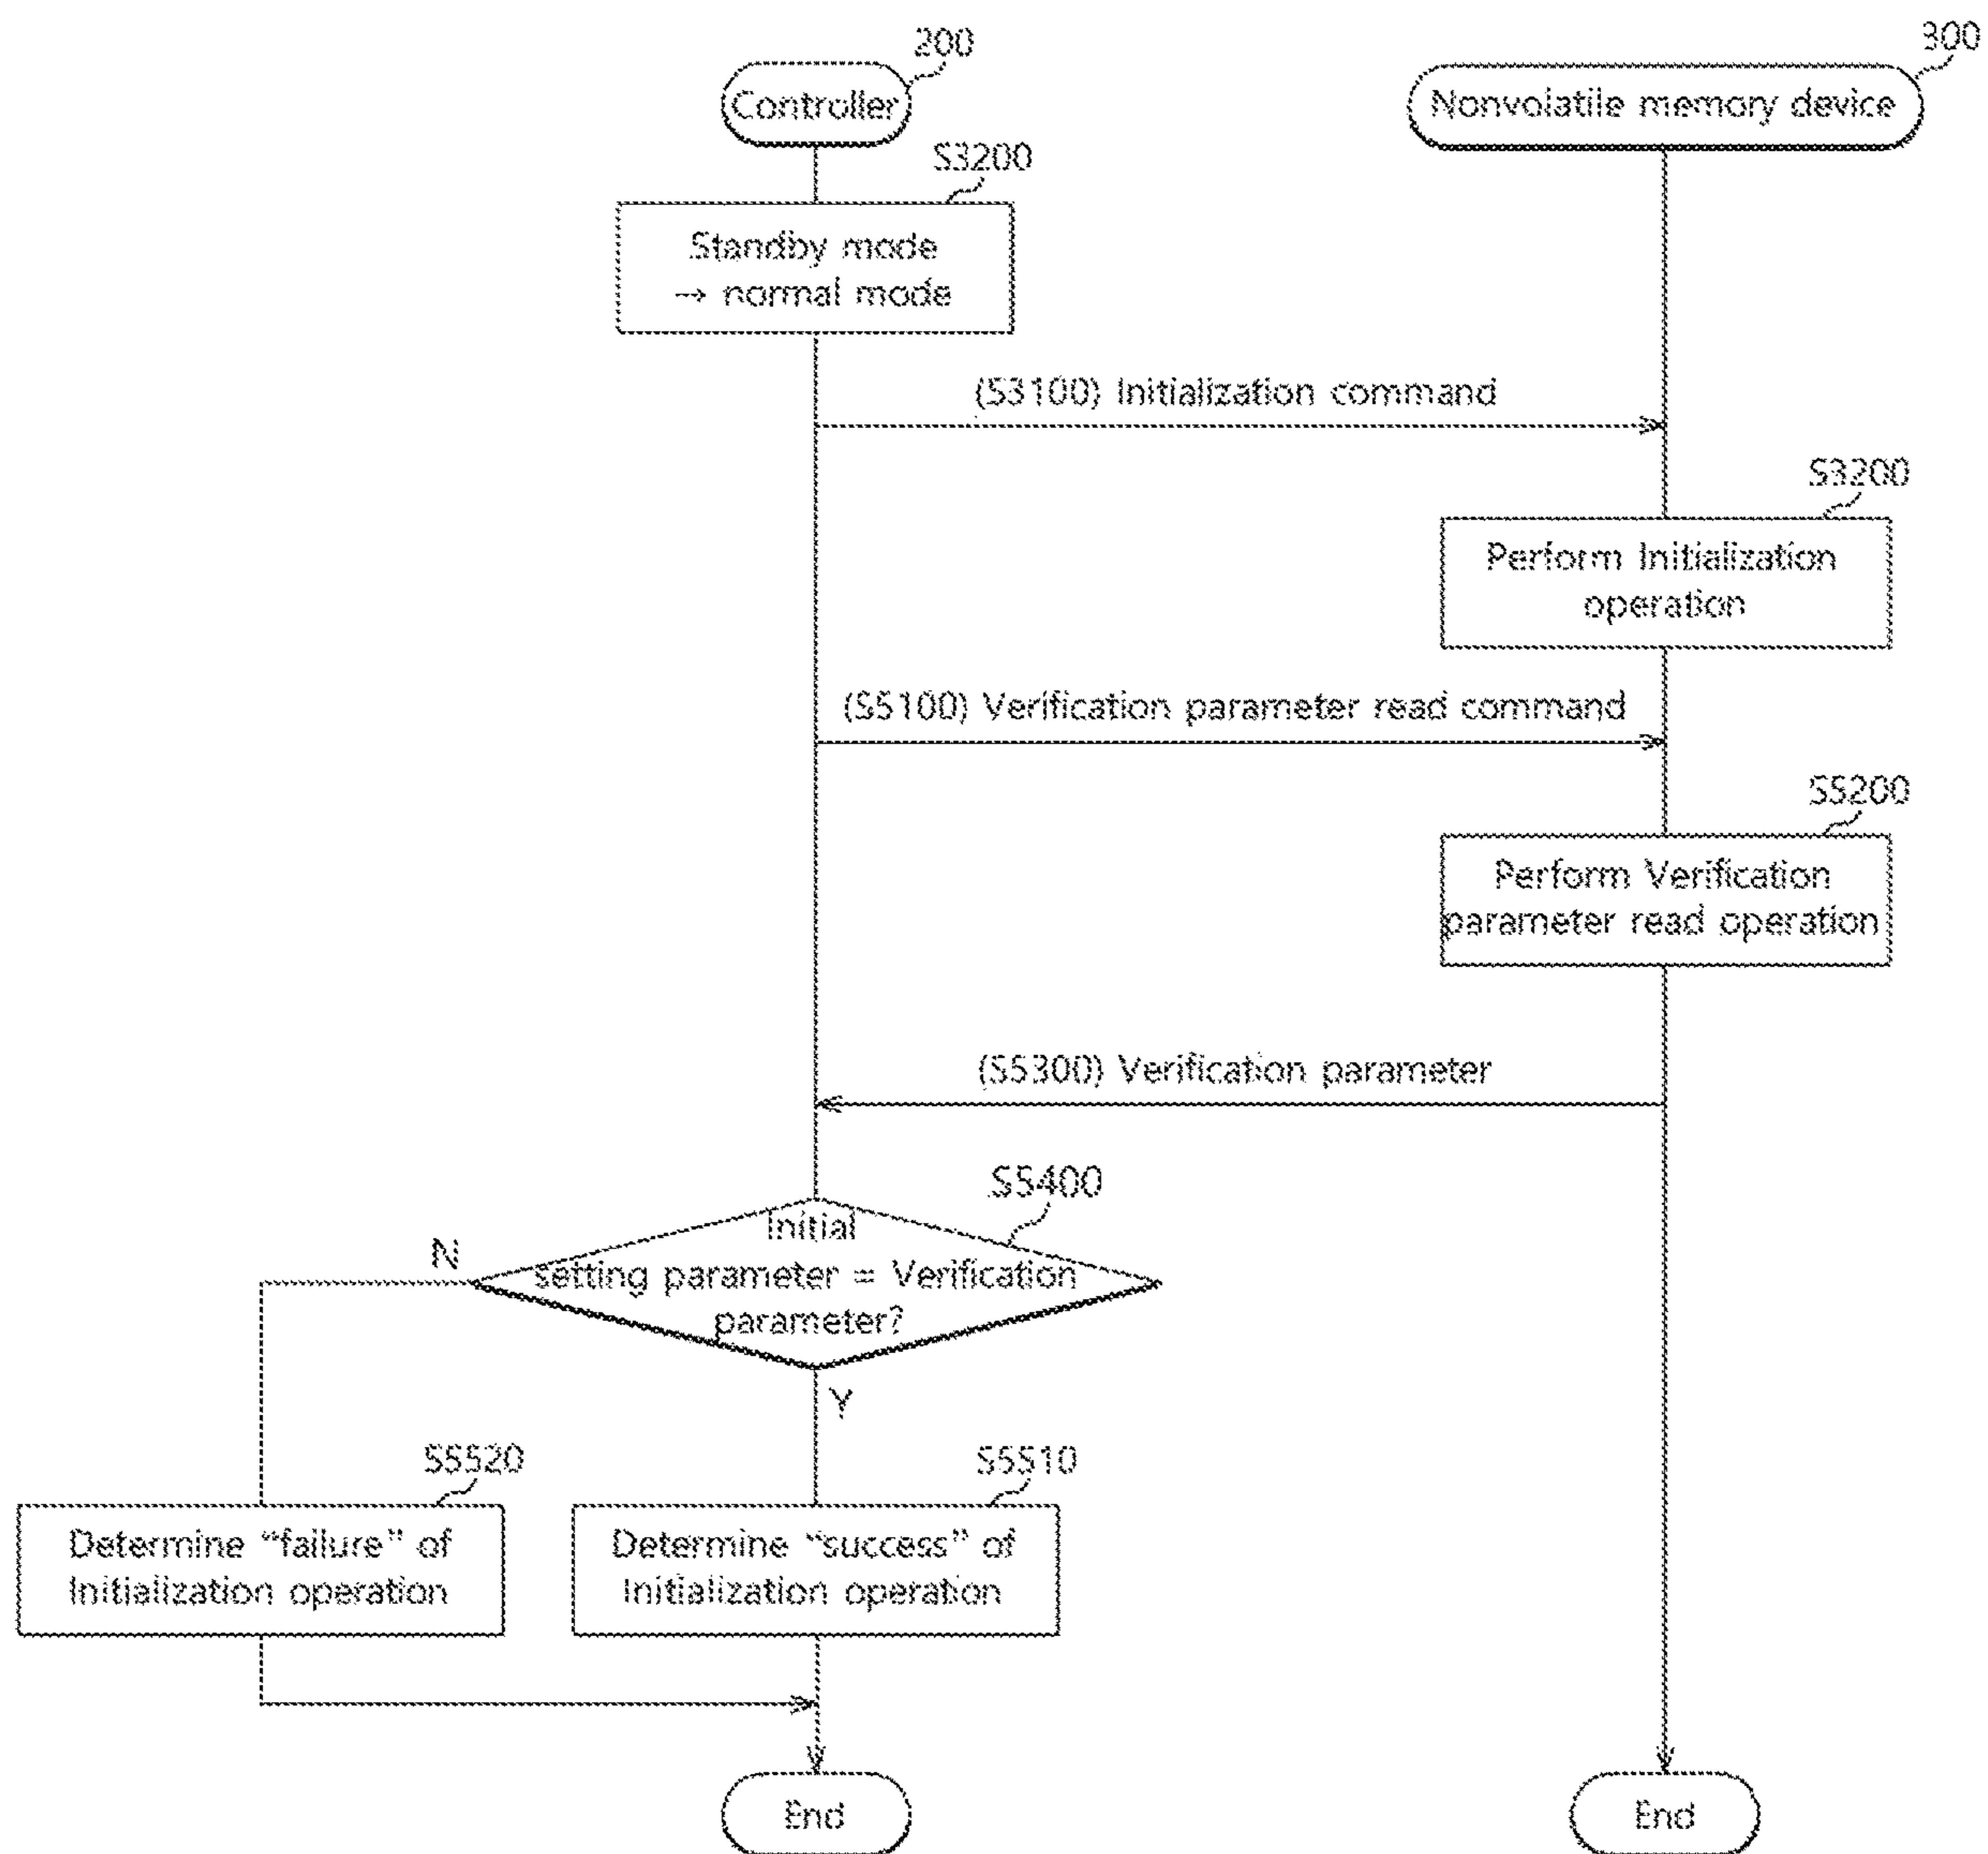 200
300
Controller
Nonvolatile memory device
S3200
Standby mode
→ normal mode
(S3100) Initialization command
S3200
Perform Initialization
operation
(S5100) Verification parameter read command
S5200
Perform Verification
parameter read operation
(S5300) Verification parameter
S5400
Initial
setting parameter = Verification
parameter?
N
Y
S5520
S5510
Determine “failure” of
Initialization operation
Determine “success” of
Initialization operation
End
End